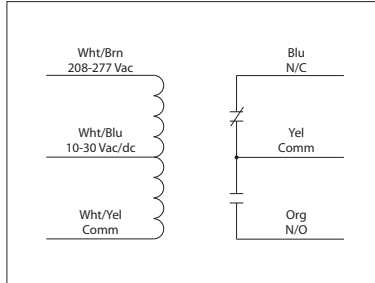 Wht/Brn
208-277 Vac
Wht/Blu
10-30 Vac/dc
Wht/Yel
Comm
Blu
N/C
Yel
Comm
Org
N/O